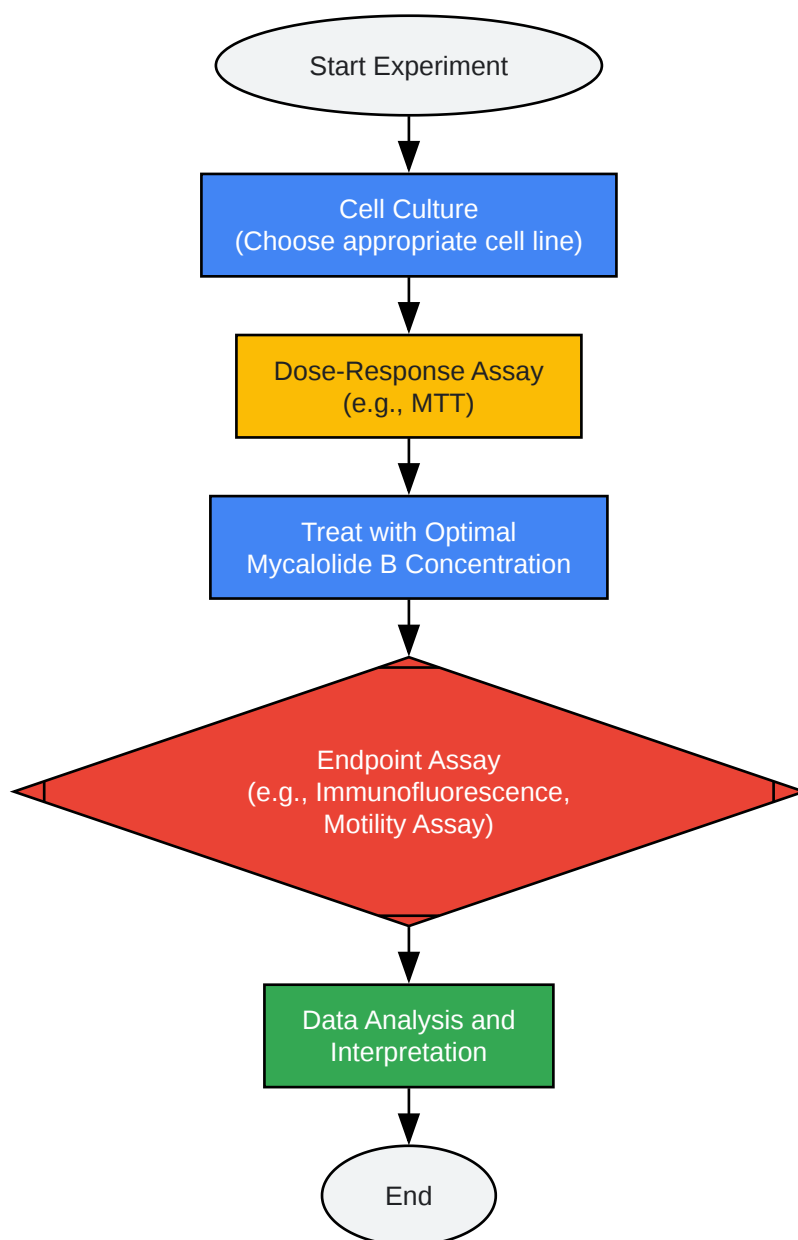 Start Experiment
Cell Culture
(Choose appropriate cell line)
Dose-Response Assay
(e.g., MTT)
Treat with Optimal
Mycalolide B Concentration
Endpoint Assay
(e.g., Immunofluorescence,
Motility Assay)
Data Analysis and
Interpretation
End